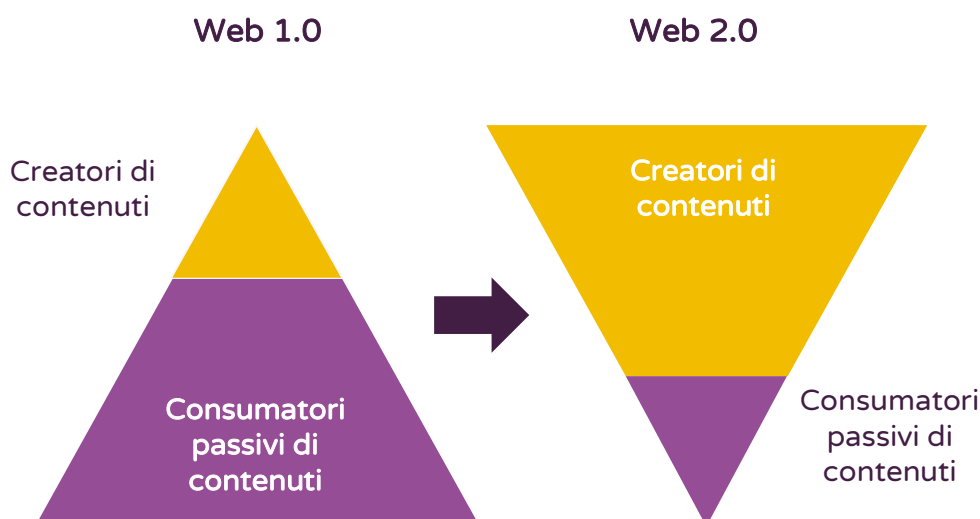 Web 1.0
Web 2.0
Creatori di
contenuti
Creatori di
contenuti
Consumatori
passivi di
contenuti
Consumatori
passivi di
contenuti